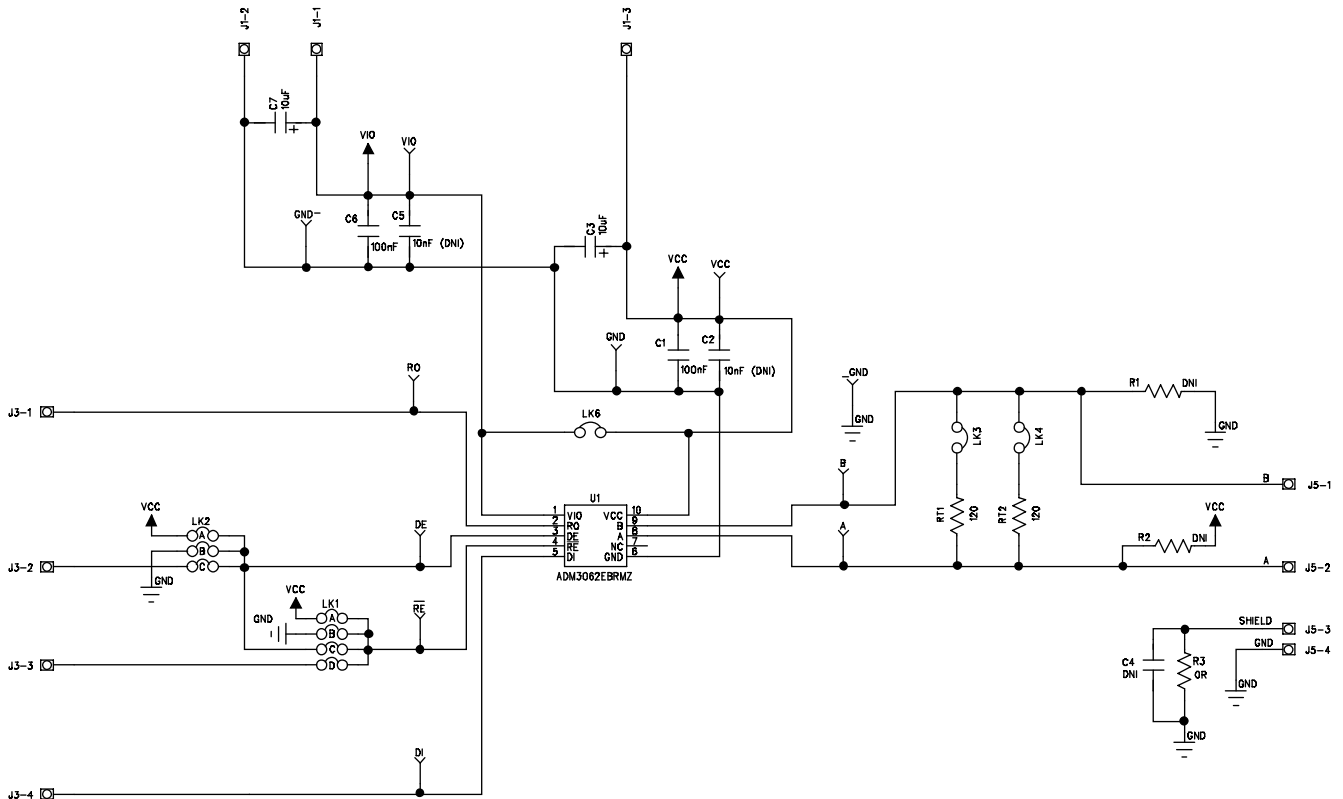 J1-2
J1-1
J1-3
C7
10uF
+
VIO
VIO
GND-
C6
100nF
C5
10nF (DNI)
C3
10uF
+
VCC
VCC
GND
C1
100nF
C2
10nF (DNI)
RO
J3-1
LK6
_GND
GND
R1
DNI
GND
LK3
LK4
B
B
J5-1
VCC
LK2
A
B
C
GND
DE
J3-2
U1
1 VIO
2 RO
3 DE
4 RE
5 DI
VCC 10
B 9
A 8
NC 7
GND 6
ADM3062EBRMZ
A
RT1
120
RT2
120
VCC
R2
DNI
A
J5-2
VCC
LK1
GND
A
B
C
D
RE
J3-3
SHIELD
J5-3
GND
J5-4
C4
DNI
R3
0R
GND
GND
DI
J3-4